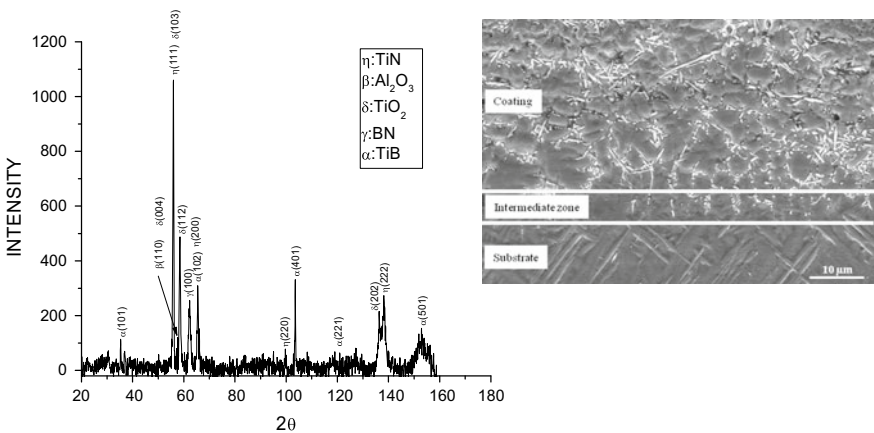 INTENSITY
1200
1000
800
600
400
200
0
20
40
60
80
100
120
140
160
180
2θ
α(101)
β(110) δ(004)
η(111) δ(103)
δ(112)
γ(100)
α(102) η(200)
η(220)
α(401)
α(221)
δ(202)
η(222)
α(501)
η:TiN
β:Al₂O₃
δ:TiO₂
γ:BN
α:TiB
Coating
Intermediate zone
Substrate
10 μm